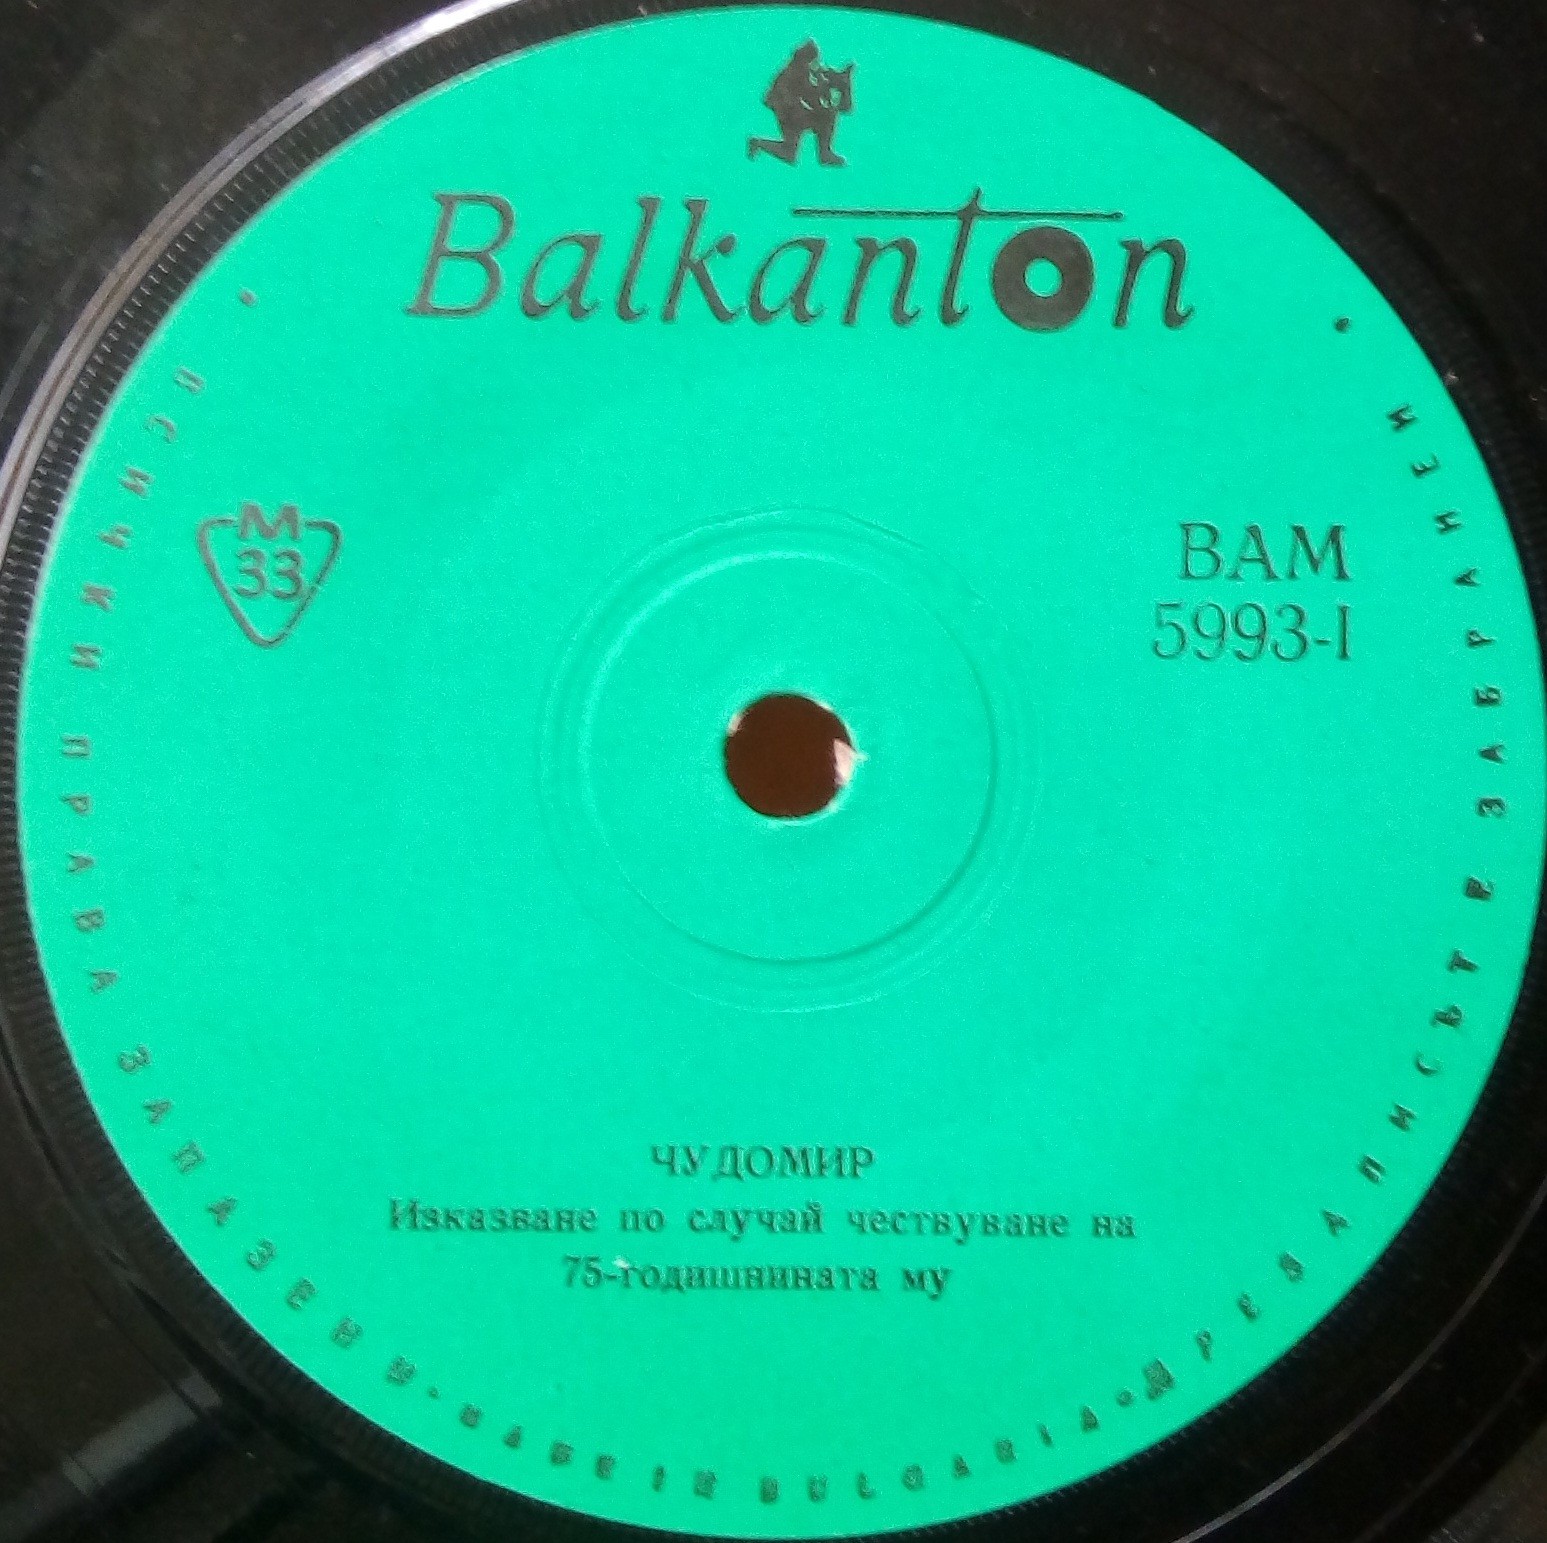 Balkanton
M
33
ВАМ
5993-I
ЧУДОМИР
Изказване по случай чествуване на
75-годишнината му
ВСИЧКИ ПРАВА ЗАПАЗЕНИ · MADE IN BULGARIA · ПРЕЗАПИСЪТ Е ЗАБРАНЕН